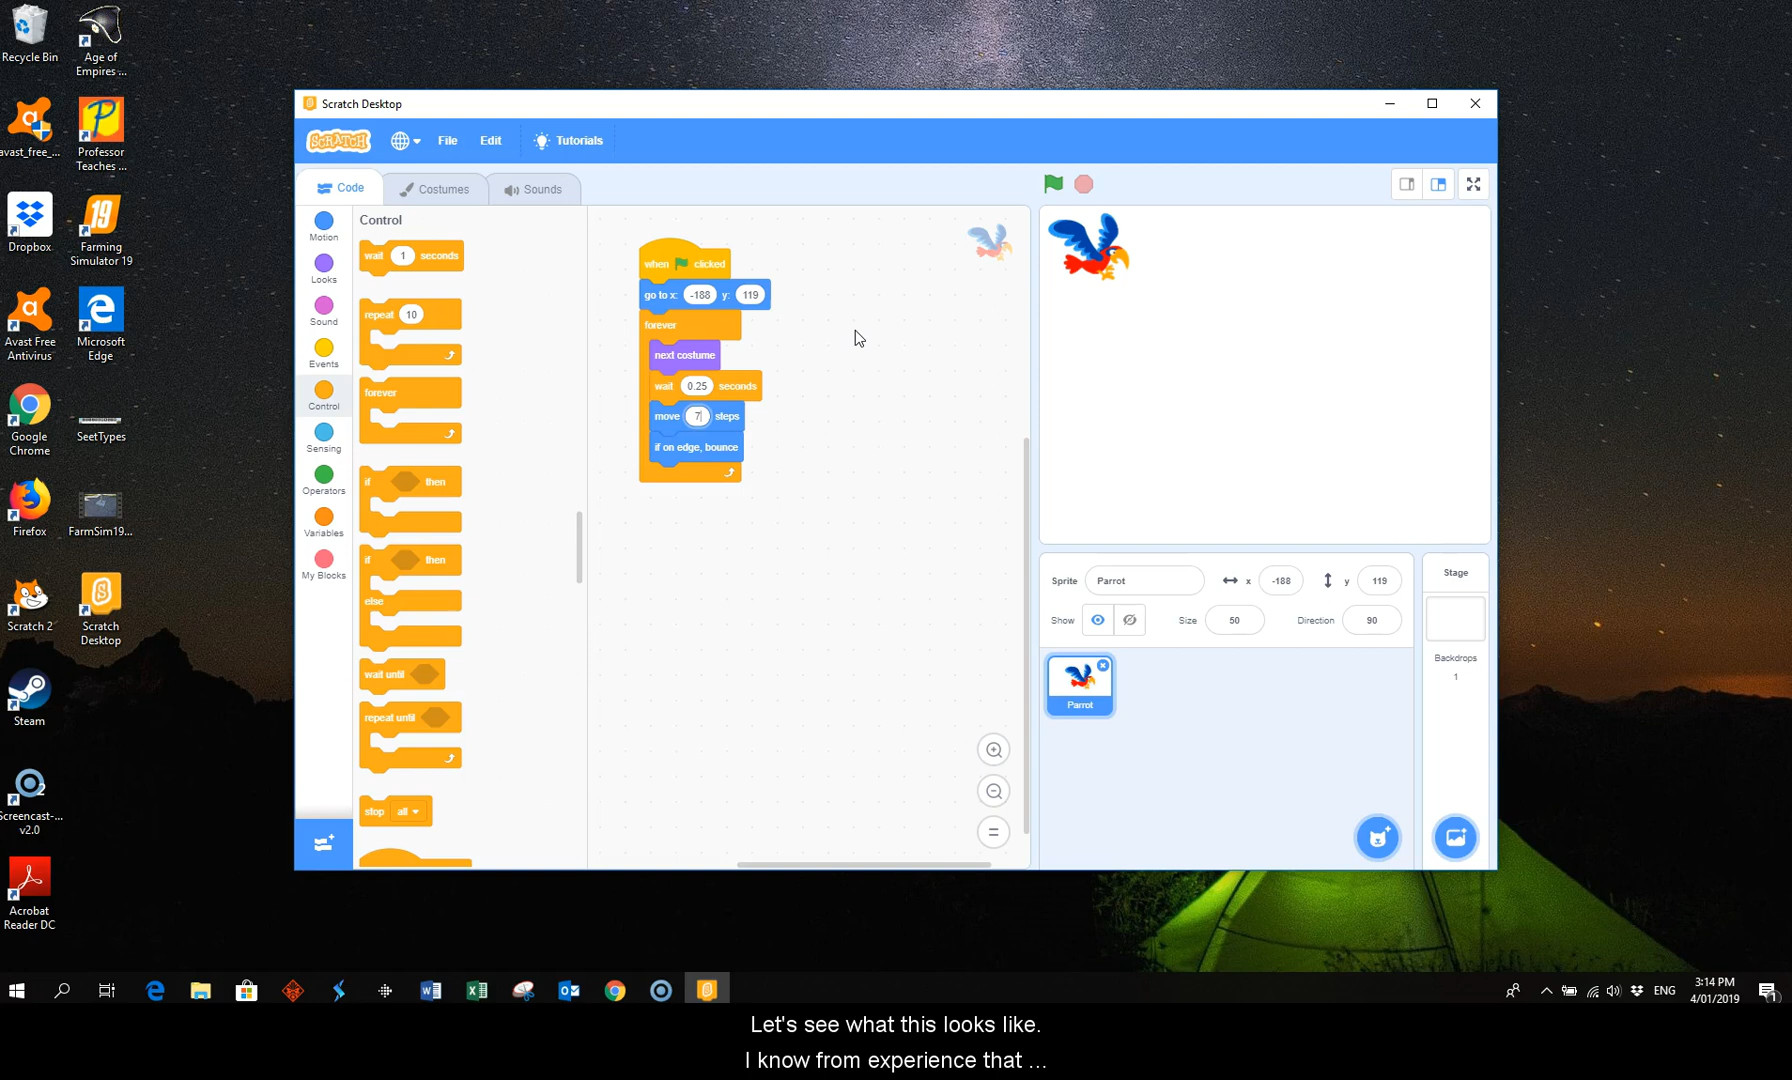 Recycle Bin
Age of
Empires ...
avast_free_...
Professor
Teaches ...
Dropbox
Farming
Simulator 19
Avast Free
Antivirus
Microsoft
Edge
Google
Chrome
SeetTypes
Firefox
FarmSim19...
Scratch 2
Scratch
Desktop
Steam
Screencast-...
v2.0
Acrobat
Reader DC
Scratch Desktop
SCRATCH
File
Edit
Tutorials
Code
Costumes
Sounds
Motion
Looks
Sound
Events
Control
Sensing
Operators
Variables
My Blocks
Control
wait 1 seconds
repeat 10
forever
if then
if then
else
wait until
repeat until
stop all
when clicked
go to x: -188 y: 119
forever
next costume
wait 0.25 seconds
move 7 steps
if on edge, bounce
Sprite Parrot x -188 y 119
Show Size 50 Direction 90
Parrot
Stage
Backdrops
1
ENG
3:14 PM
4/01/2019
1
Let's see what this looks like.
I know from experience that ...